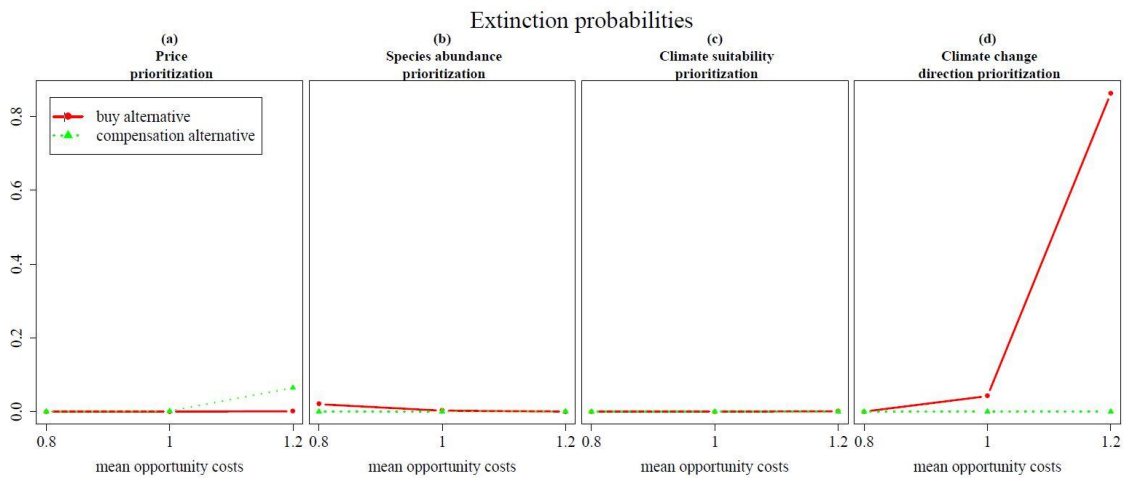 Extinction probabilities
(a)
Price
prioritization
(b)
Species abundance
prioritization
(c)
Climate suitability
prioritization
(d)
Climate change
direction prioritization
buy alternative
compensation alternative
0.8
0.6
0.4
0.2
0.0
0.8 1 1.2
mean opportunity costs
0.8 1 1.2
mean opportunity costs
0.8 1 1.2
mean opportunity costs
0.8 1 1.2
mean opportunity costs